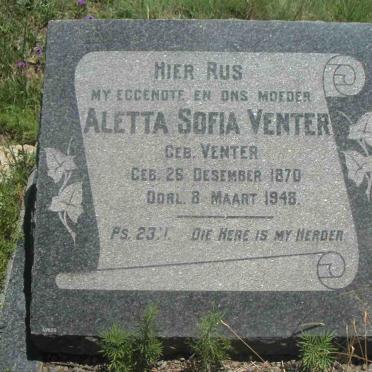 HIER RUS
MY EGGENOTE EN ONS MOEDER
ALETTA SOFIA VENTER
GEB. VENTER
GEB. 26 DESEMBER 1870
OORL. 8 MAART 1948.
PS. 23:1. DIE HERE IS MY HERDER